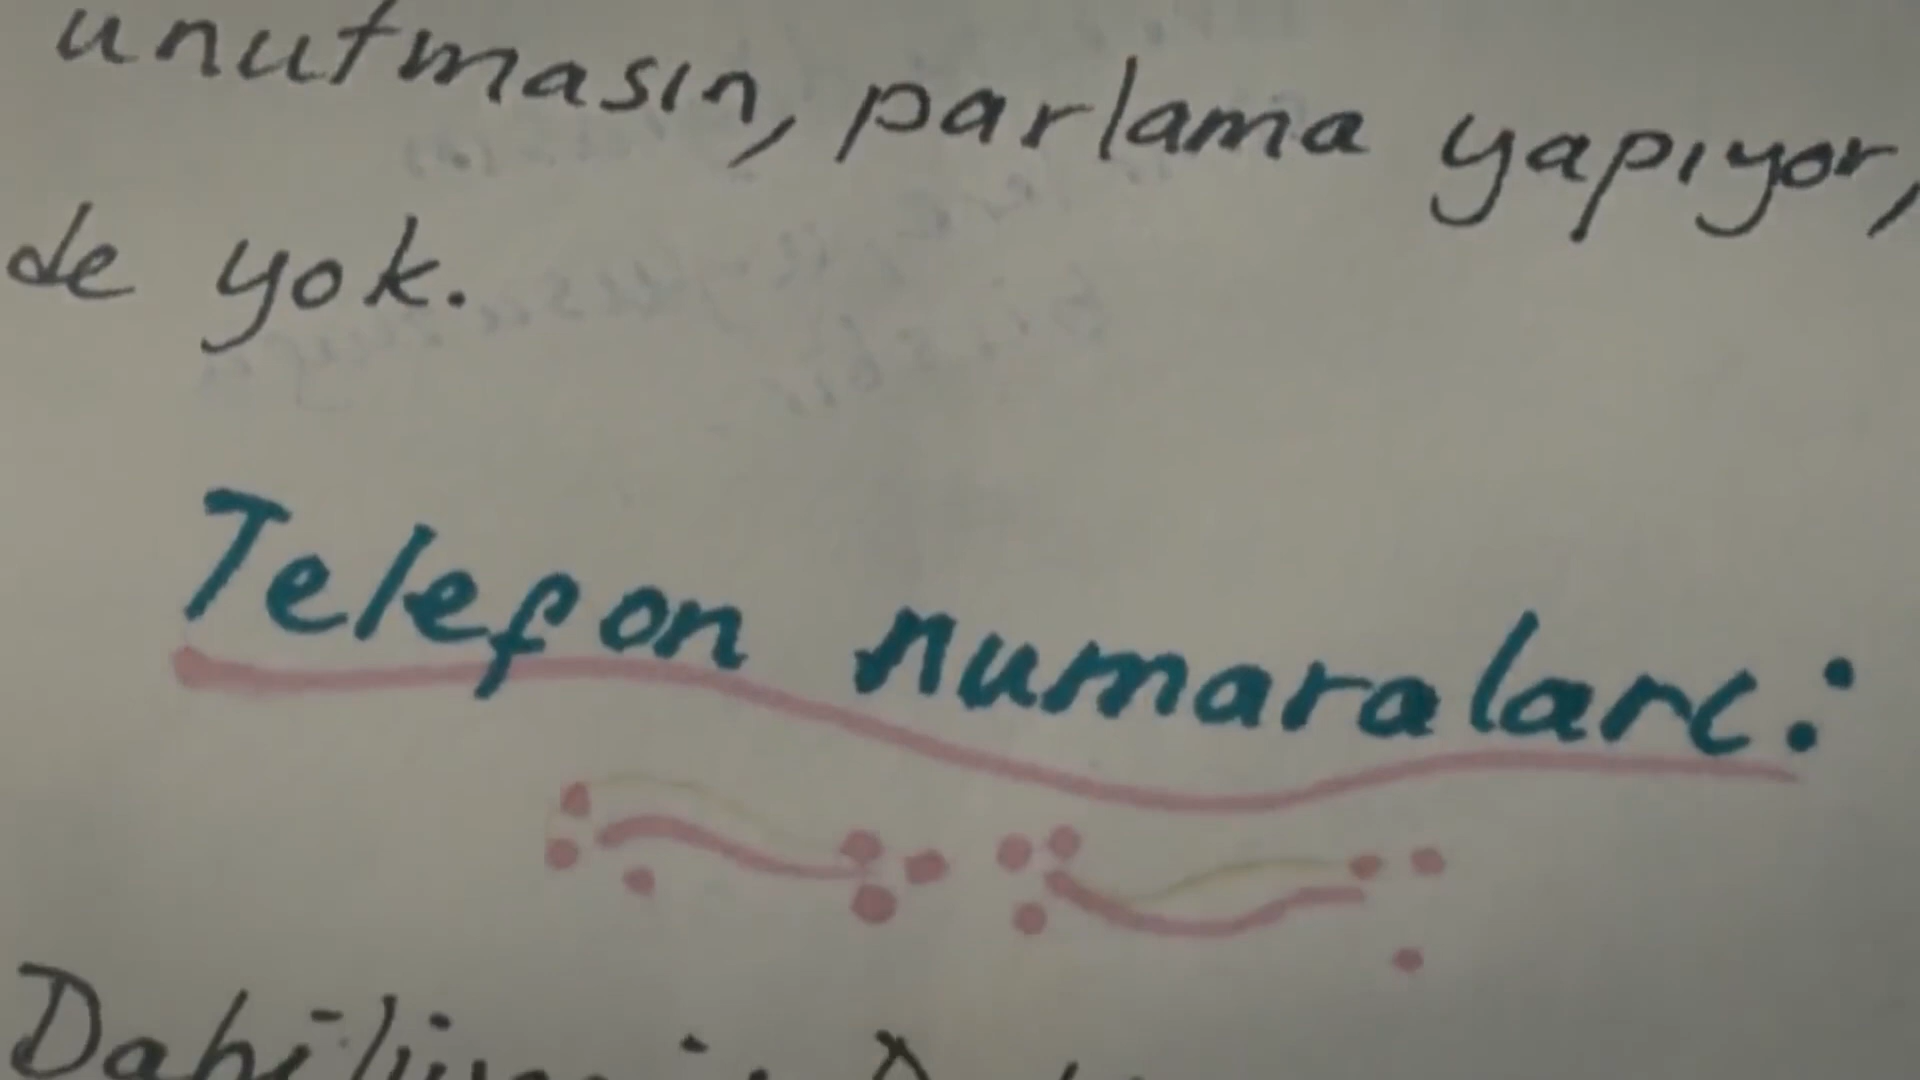 unutmasın, parlama yapıyor,
de yok.
Telefon numaraları: